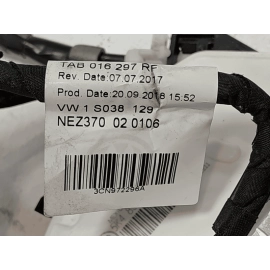 TAB 016 297 RF
Rev. Date:07.07.2017
Prod. Date:20.09.2018 15:52
VW 1 S038 129
NEZ370 02 0106
3CN972296A